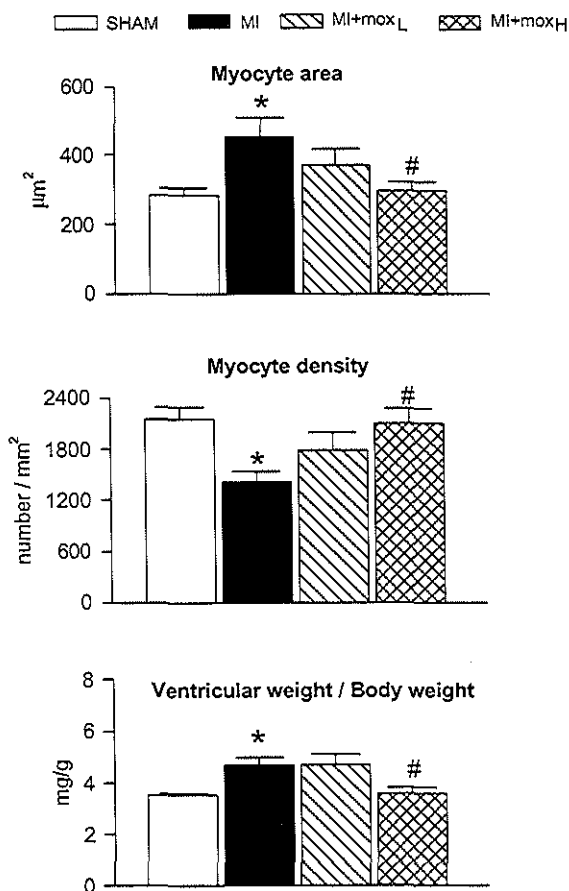 SHAM MI MI+moxL MI+moxH
Myocyte area
600
400
200
0
µm²
*
#
Myocyte density
2400
1800
1200
600
0
number / mm²
*
#
Ventricular weight / Body weight
8
6
4
2
0
mg/g
*
#